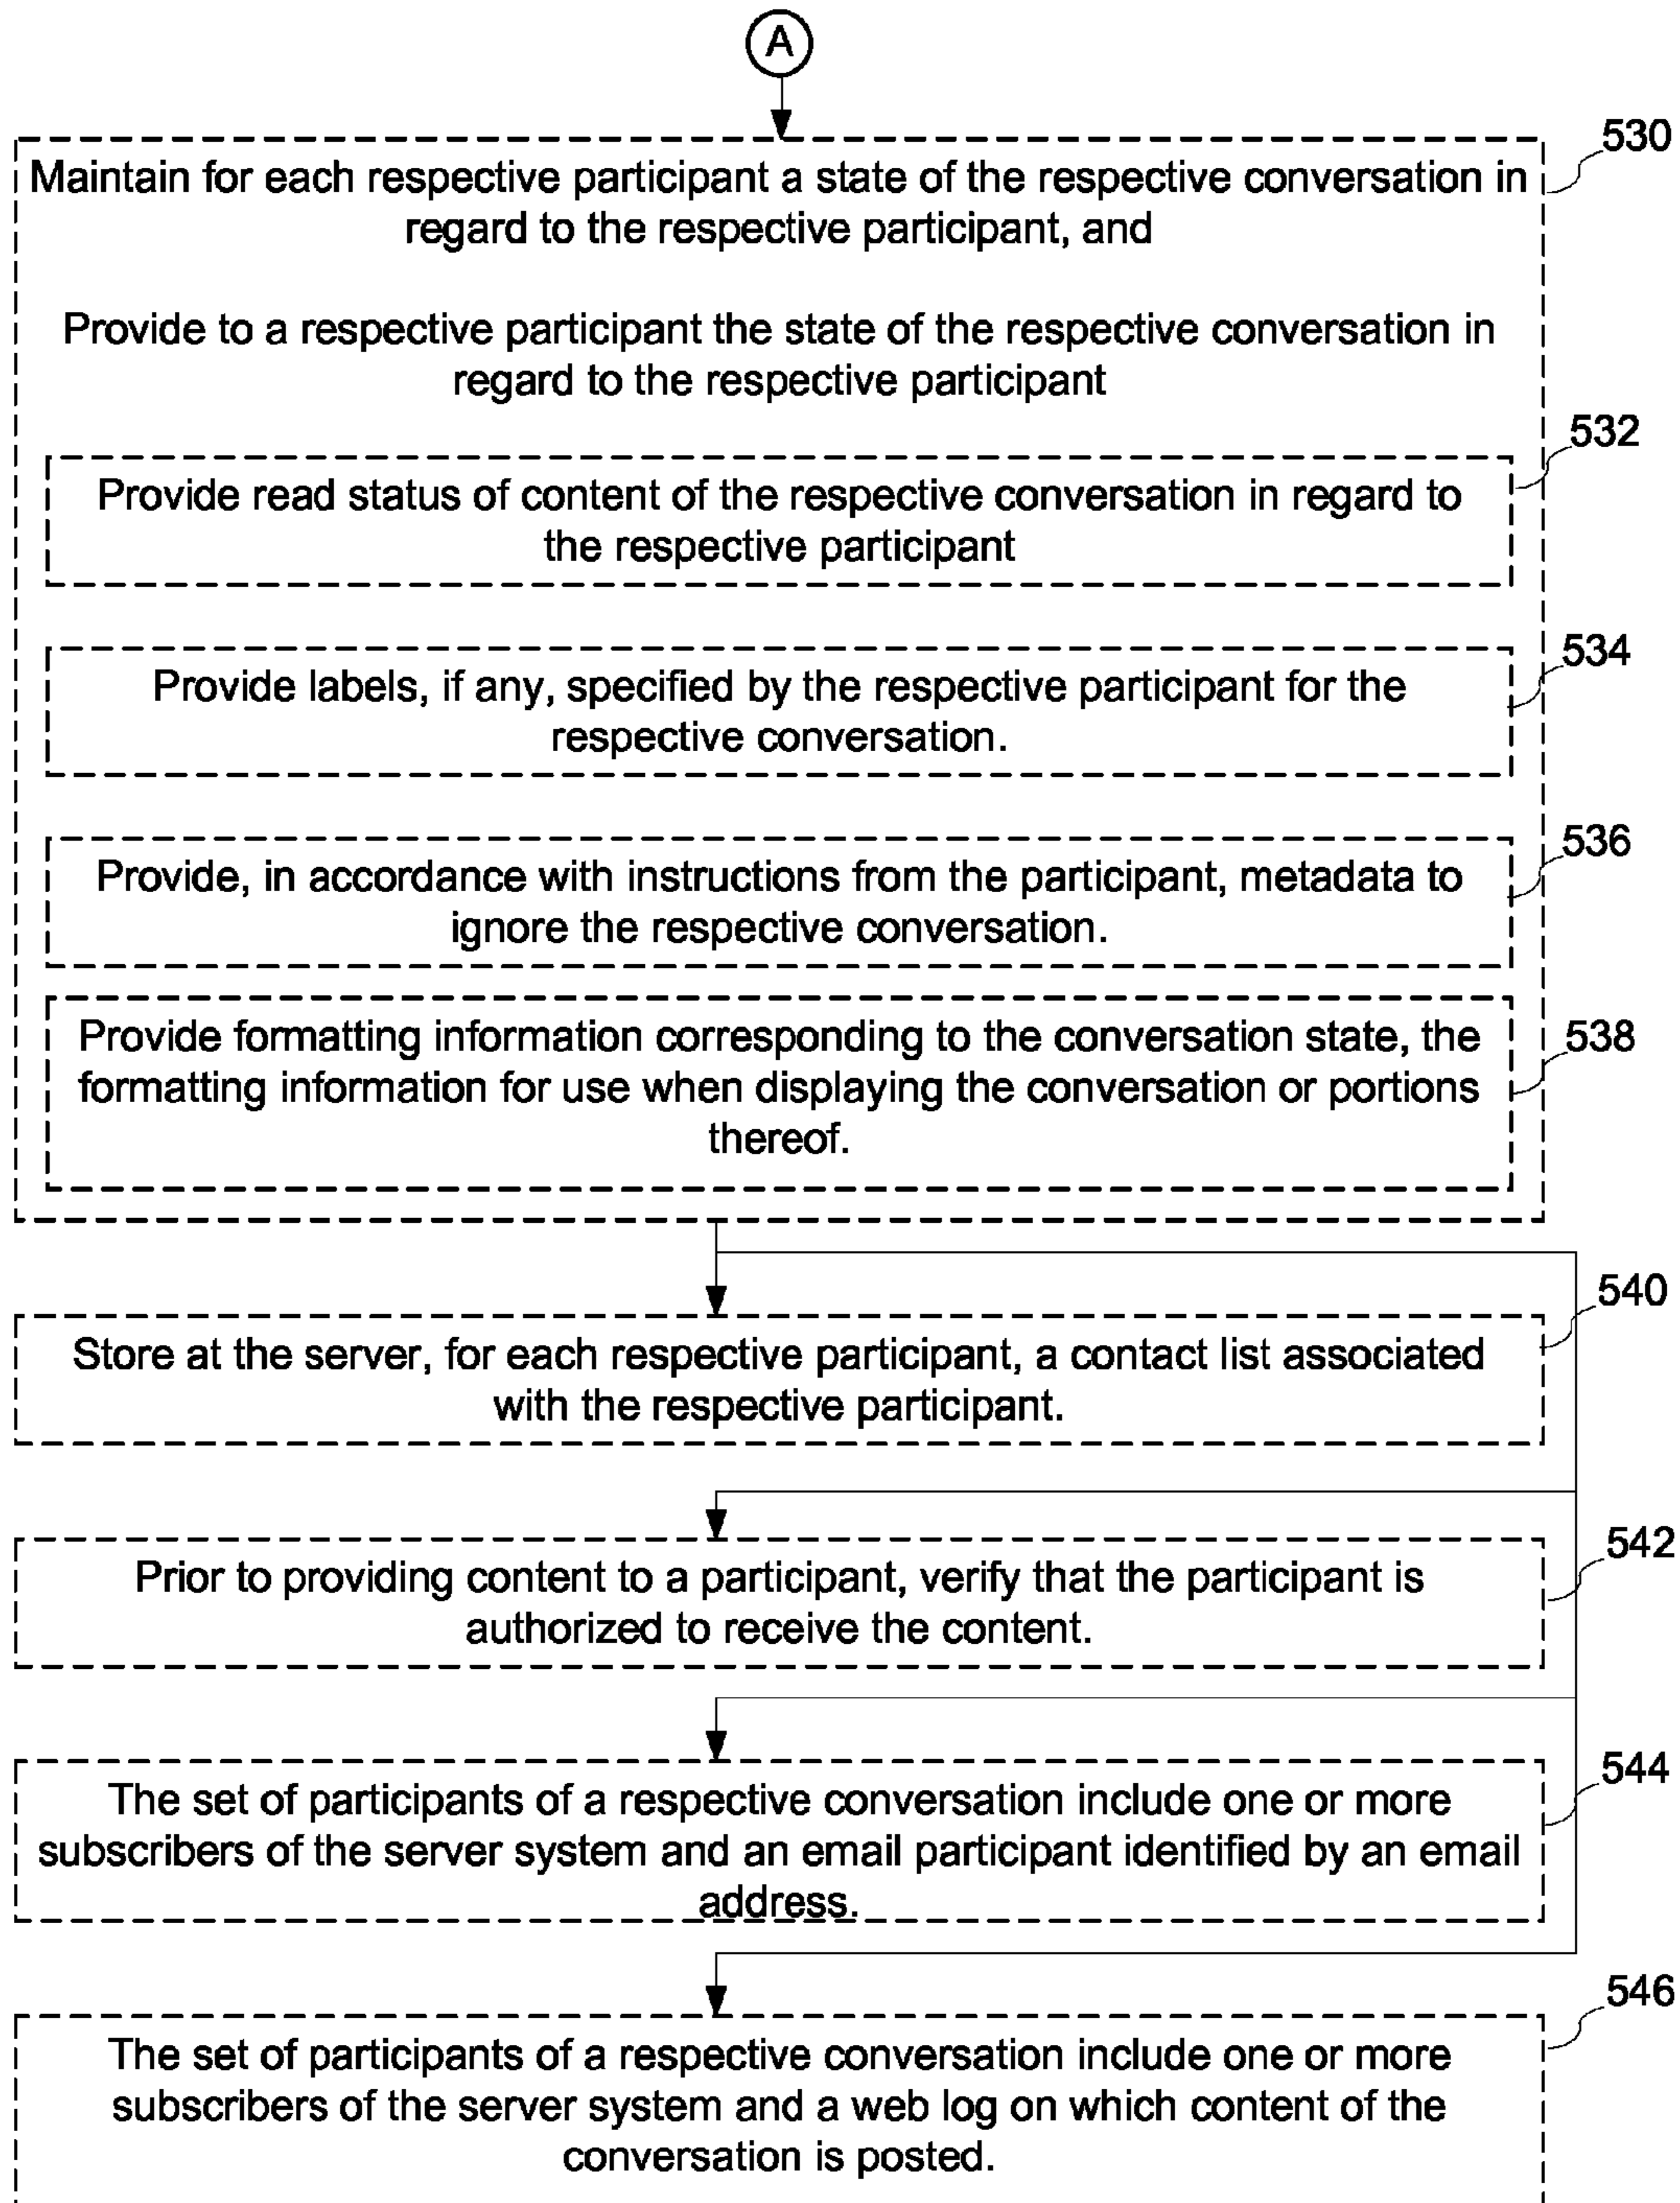 A
530
Maintain for each respective participant a state of the respective conversation in
regard to the respective participant, and
Provide to a respective participant the state of the respective conversation in
regard to the respective participant
532
Provide read status of content of the respective conversation in regard to
the respective participant
534
Provide labels, if any, specified by the respective participant for the
respective conversation.
536
Provide, in accordance with instructions from the participant, metadata to
ignore the respective conversation.
538
Provide formatting information corresponding to the conversation state, the
formatting information for use when displaying the conversation or portions
thereof.
540
Store at the server, for each respective participant, a contact list associated
with the respective participant.
542
Prior to providing content to a participant, verify that the participant is
authorized to receive the content.
544
The set of participants of a respective conversation include one or more
subscribers of the server system and an email participant identified by an email
address.
546
The set of participants of a respective conversation include one or more
subscribers of the server system and a web log on which content of the
conversation is posted.